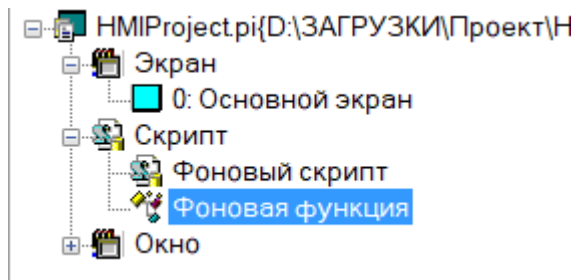 HMIProject.pi{D:\ЗАГРУЗКИ\Проект\H
Экран
0: Основной экран
Скрипт
Фоновый скрипт
Фоновая функция
Окно